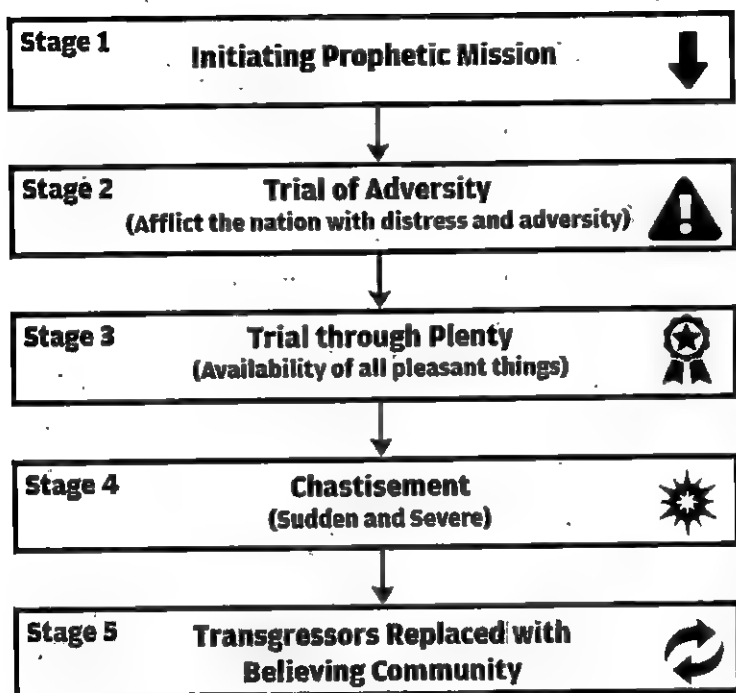 Stage 1
Initiating Prophetic Mission
Stage 2
Trial of Adversity
(Afflict the nation with distress and adversity)
Stage 3
Trial through Plenty
(Availability of all pleasant things)
Stage 4
Chastisement
(Sudden and Severe)
Stage 5
Transgressors Replaced with
Believing Community